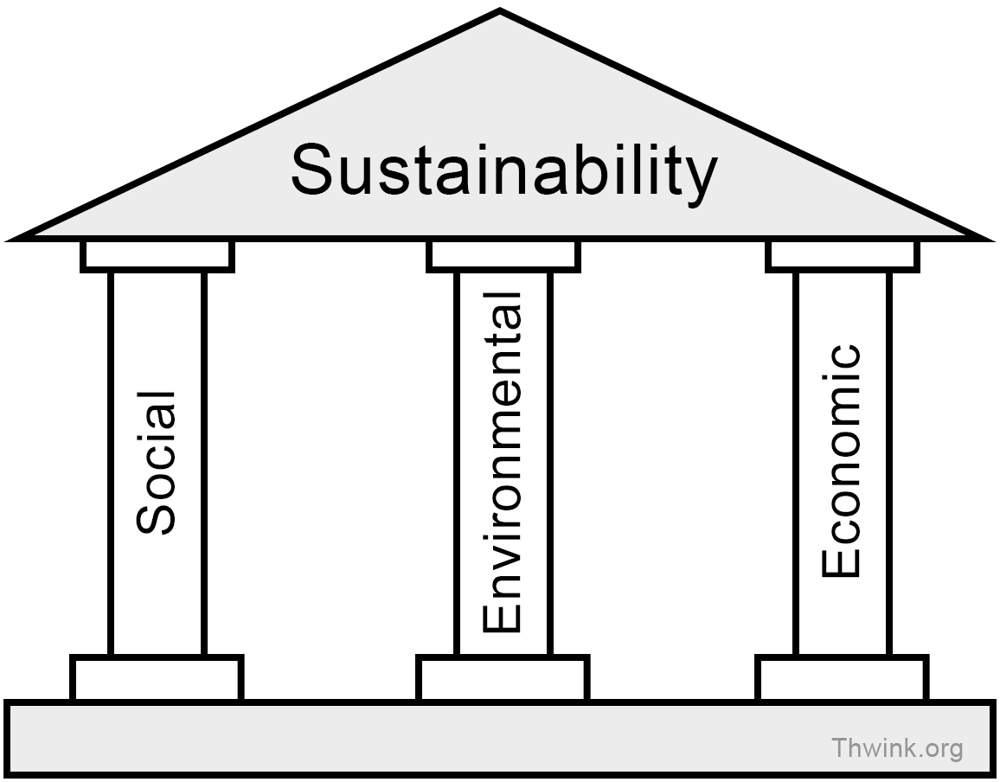 Sustainability
Social
Environmental
Economic
Thwink.org